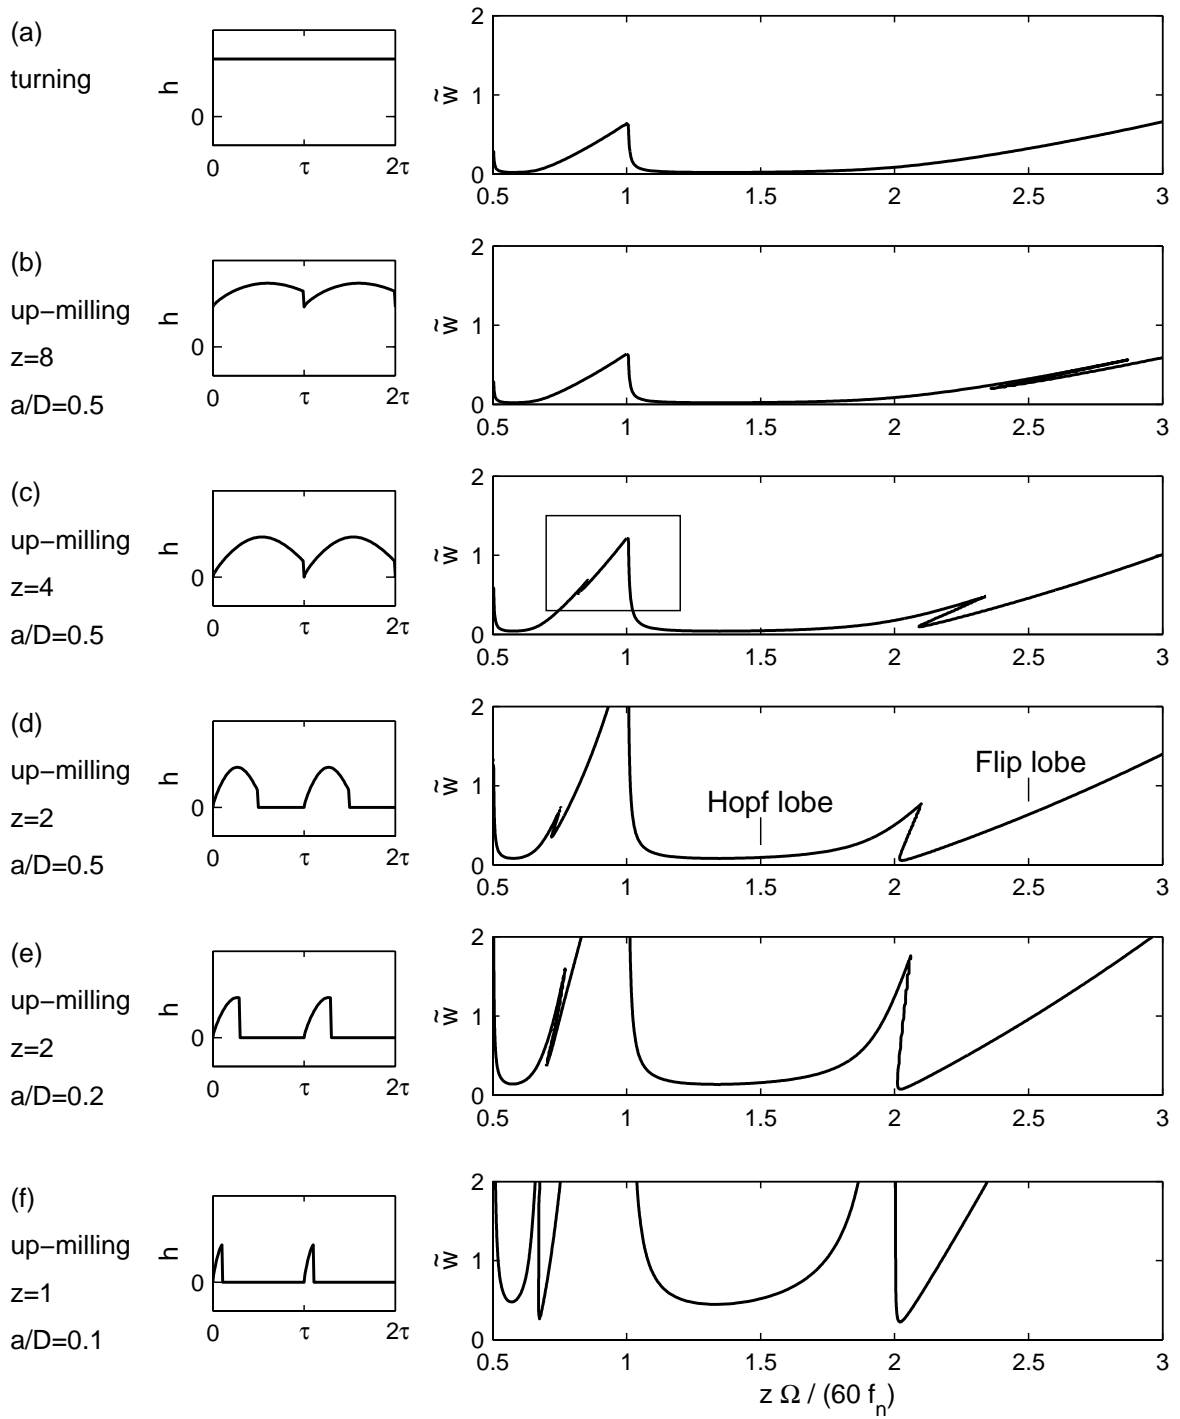 (a)
turning
h
0
0
τ
2τ
w̃
2
1
0
0.5
1
1.5
2
2.5
3
(b)
up−milling
z=8
a/D=0.5
h
0
0
τ
2τ
w̃
2
1
0
0.5
1
1.5
2
2.5
3
(c)
up−milling
z=4
a/D=0.5
h
0
0
τ
2τ
w̃
2
1
0
0.5
1
1.5
2
2.5
3
(d)
up−milling
z=2
a/D=0.5
h
0
0
τ
2τ
w̃
2
1
0
Hopf lobe
Flip lobe
0.5
1
1.5
2
2.5
3
(e)
up−milling
z=2
a/D=0.2
h
0
0
τ
2τ
w̃
2
1
0
0.5
1
1.5
2
2.5
3
(f)
up−milling
z=1
a/D=0.1
h
0
0
τ
2τ
w̃
2
1
0
0.5
1
1.5
2
2.5
3
z Ω / (60 fₙ)